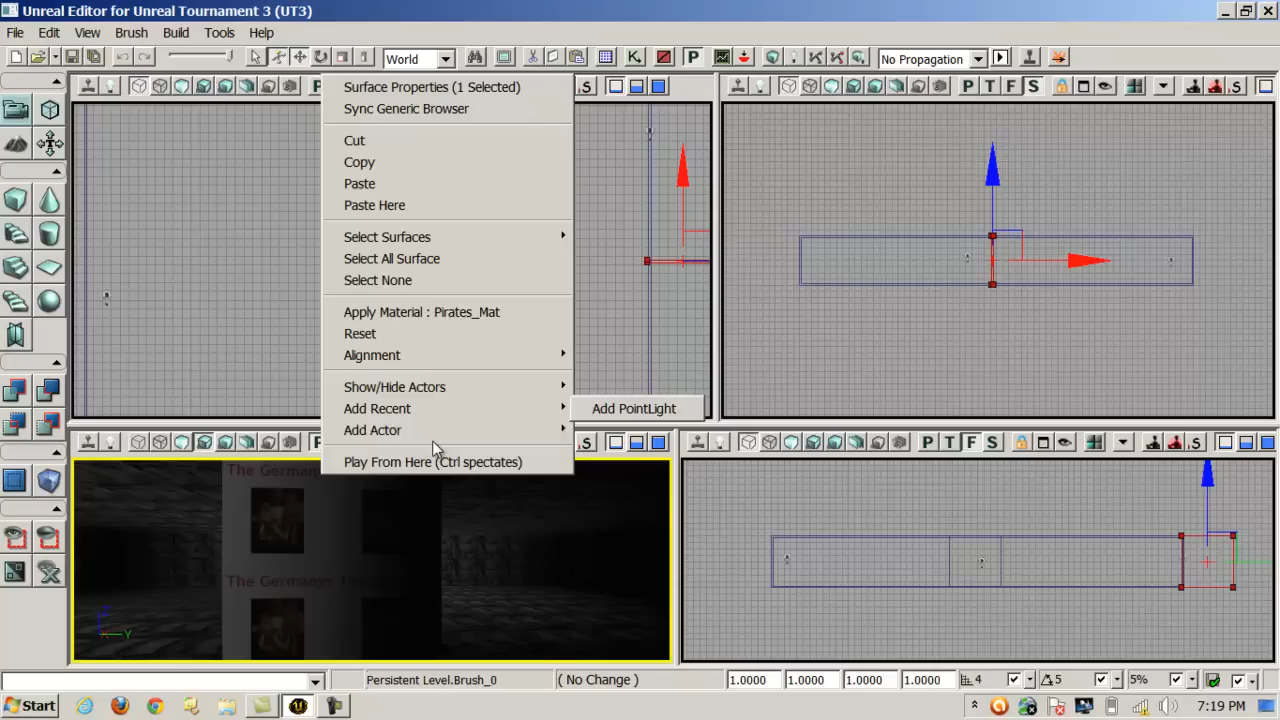 Unreal Editor for Unreal Tournament 3 (UT3)
File Edit View Brush Build Tools Help
World
P
No Propagation
Surface Properties (1 Selected)
Sync Generic Browser
Cut
Copy
Paste
Paste Here
Select Surfaces
Select All Surface
Select None
Apply Material : Pirates_Mat
Reset
Alignment
Show/Hide Actors
Add Recent
Add PointLight
Add Actor
Play From Here (Ctrl spectates)
P T F S
P T F S
The Germanys
The Germanys
Z
Y
Persistent Level.Brush_0
( No Change )
1.0000 1.0000 1.0000 1.0000
4
5
5%
Start
7:19 PM